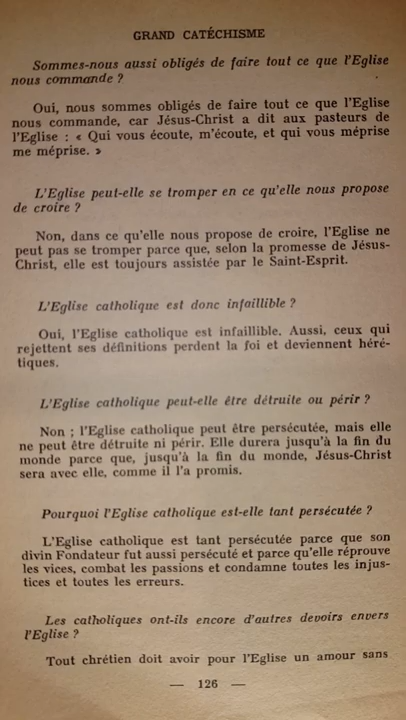 GRAND CATÉCHISME
Sommes-nous aussi obligés de faire tout ce que l'Eglise
nous commande ?
Oui, nous sommes obligés de faire tout ce que l'Eglise
nous commande, car Jésus-Christ a dit aux pasteurs de
l'Eglise : « Qui vous écoute, m'écoute, et qui vous méprise
me méprise. »
L'Eglise peut-elle se tromper en ce qu'elle nous propose
de croire ?
Non, dans ce qu'elle nous propose de croire, l'Eglise ne
peut pas se tromper parce que, selon la promesse de Jésus-
Christ, elle est toujours assistée par le Saint-Esprit.
L'Eglise catholique est donc infaillible ?
Oui, l'Eglise catholique est infaillible. Aussi, ceux qui
rejettent ses définitions perdent la foi et deviennent héré-
tiques.
L'Eglise catholique peut-elle être détruite ou périr ?
Non ; l'Eglise catholique peut être persécutée, mais elle
ne peut être détruite ni périr. Elle durera jusqu'à la fin du
monde parce que, jusqu'à la fin du monde, Jésus-Christ
sera avec elle, comme il l'a promis.
Pourquoi l'Eglise catholique est-elle tant persécutée ?
L'Eglise catholique est tant persécutée parce que son
divin Fondateur fut aussi persécuté et parce qu'elle réprouve
les vices, combat les passions et condamne toutes les injus-
tices et toutes les erreurs.
Les catholiques ont-ils encore d'autres devoirs envers
l'Eglise ?
Tout chrétien doit avoir pour l'Eglise un amour sans
— 126 —